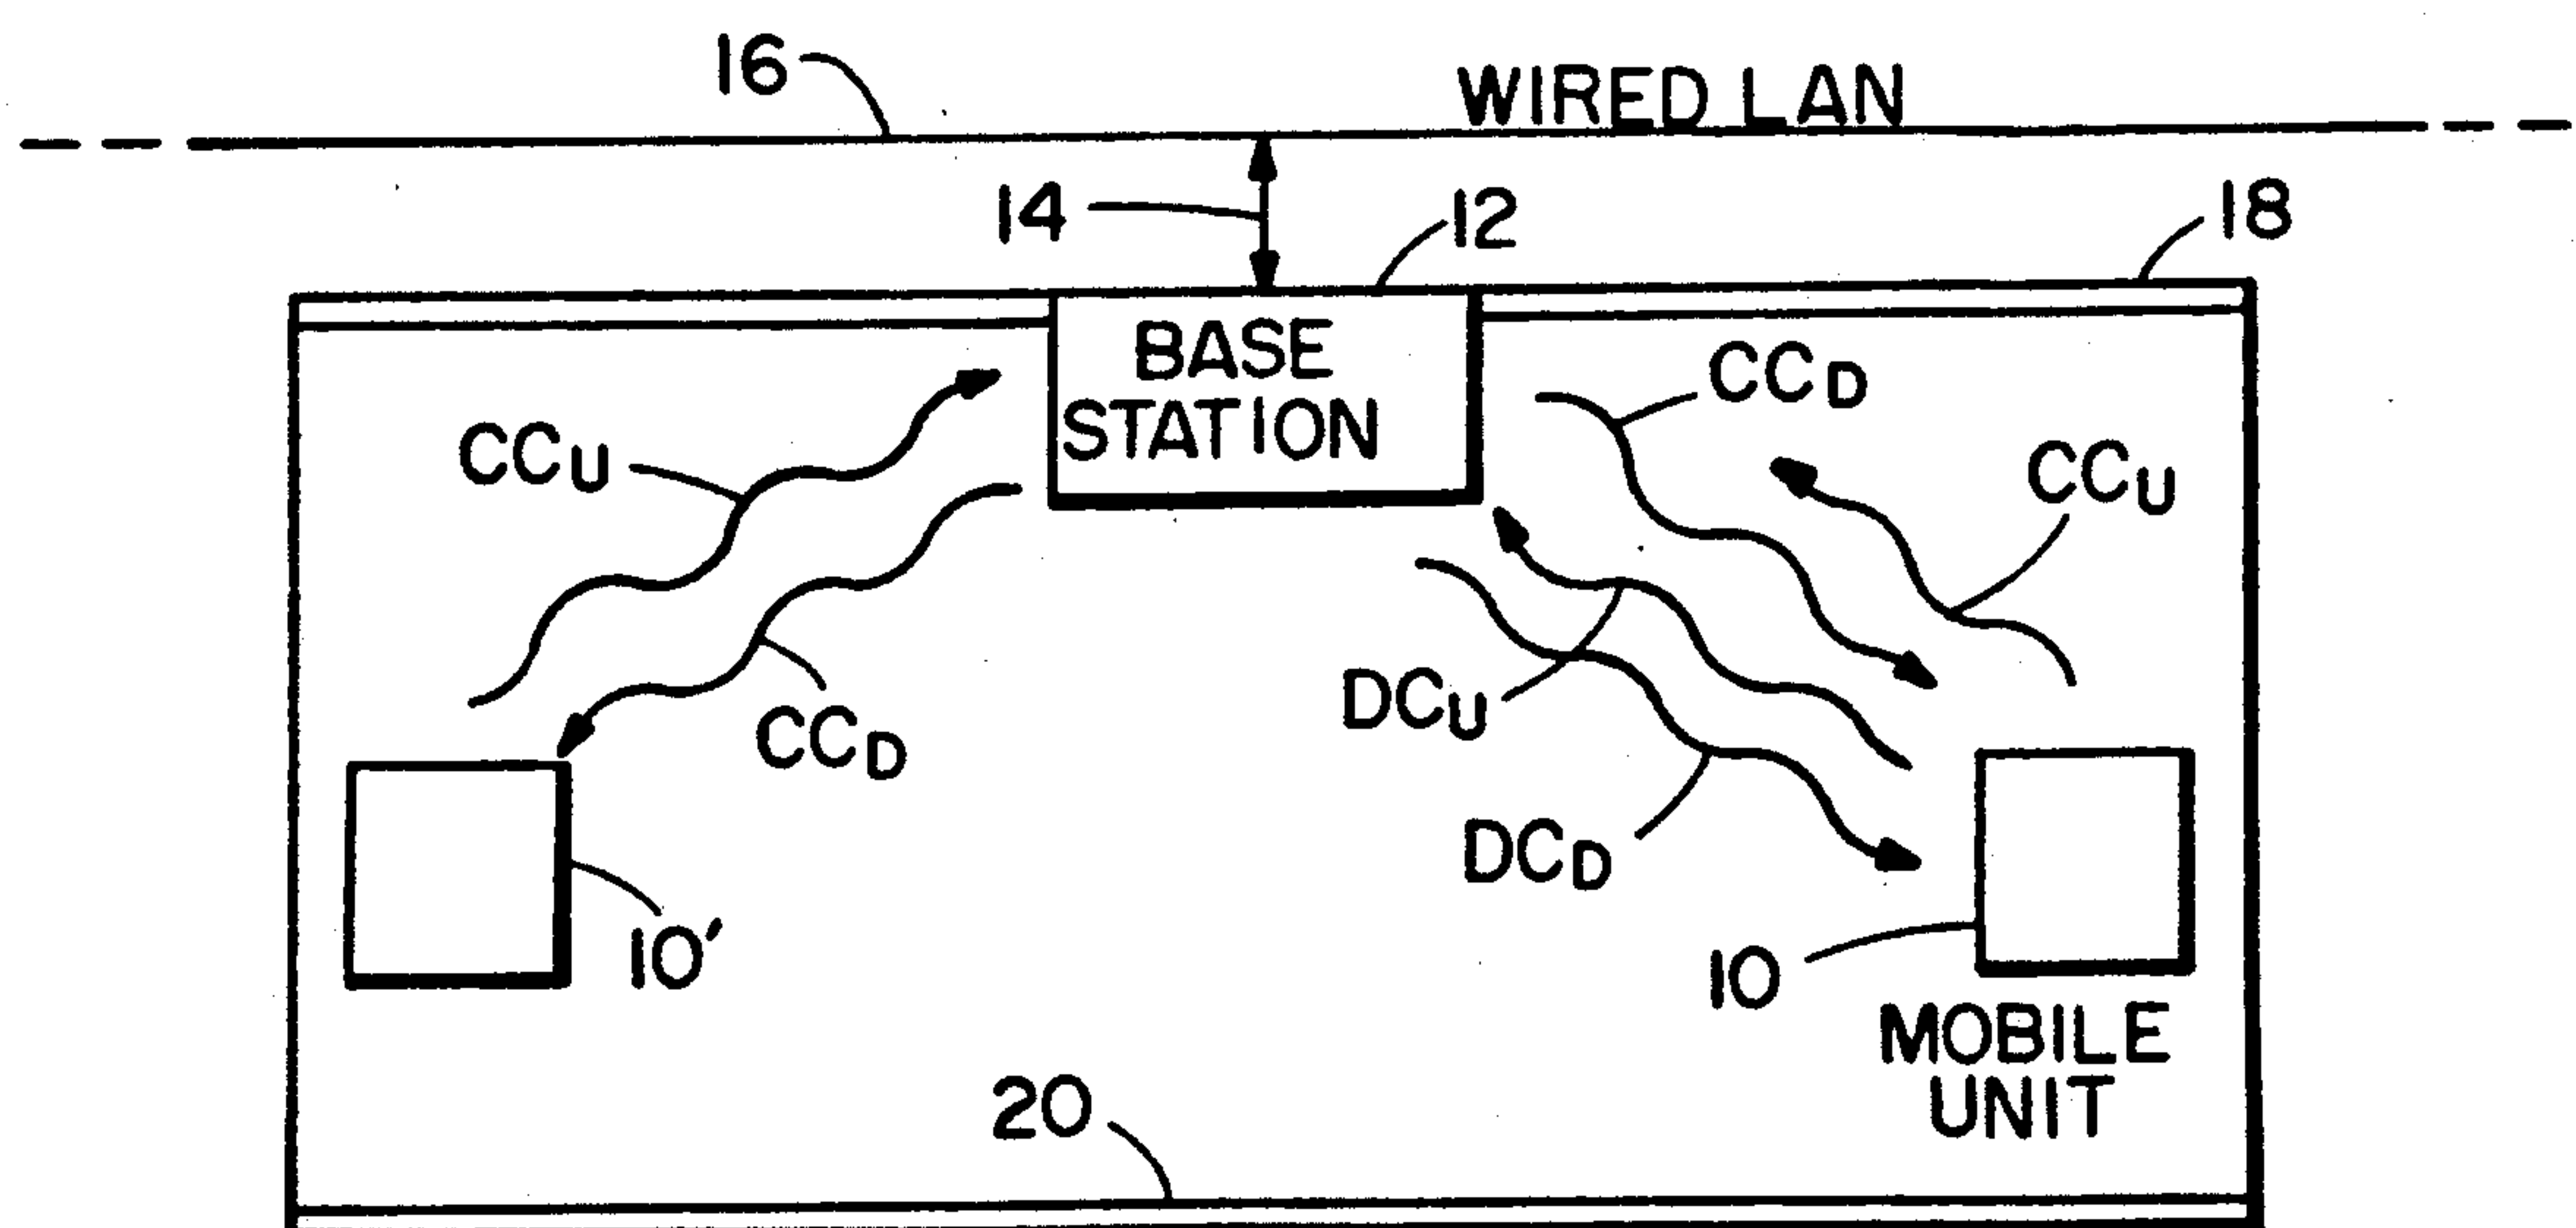 16
WIRED LAN
14
12
18
BASE
STATION
CCD
CCU
CCU
DCU
CCD
DCD
10'
10
MOBILE
UNIT
20